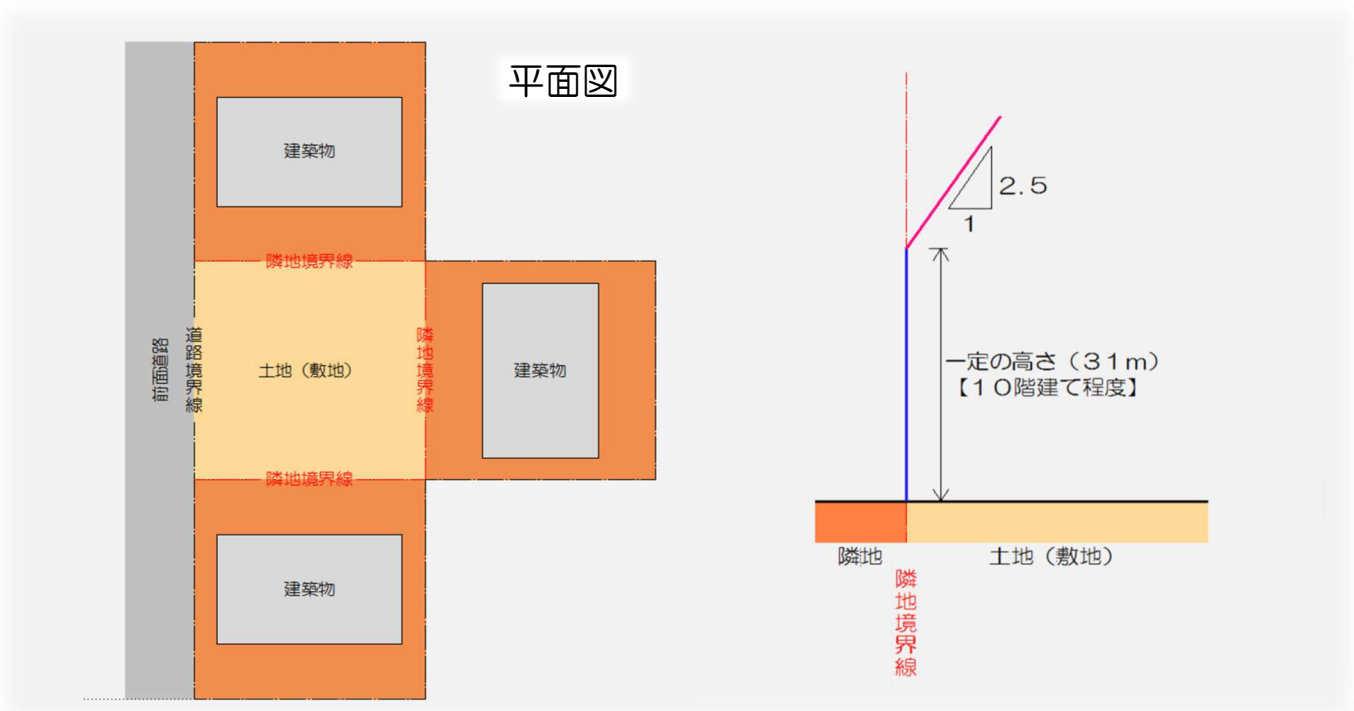 平面図
建築物
隣地境界線
前面道路
道路境界線
土地（敷地）
隣地境界線
建築物
隣地境界線
建築物
2.5
1
一定の高さ（31m）
【10階建て程度】
隣地
土地（敷地）
隣地境界線